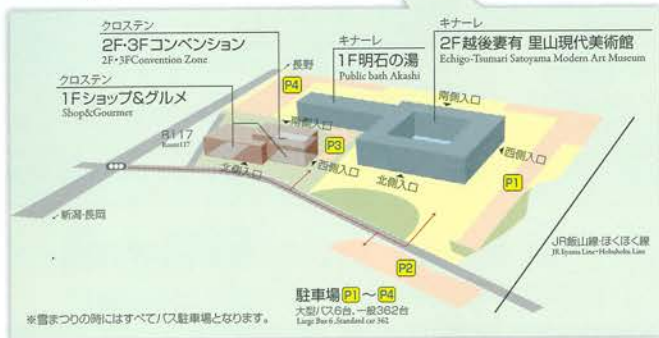 クロステン
2F・3Fコンベンション
2F・3FConvention Zone
キナーレ
1F明石の湯
Public bath Akashi
キナーレ
2F越後妻有 里山現代美術館
Echigo-Tsumari Satoyama Modern Art Museum
長野
P4
クロステン
1Fショップ&グルメ
Shop&Gourmet
R117
Route117
南側入口
南側入口
P3
西側入口
西側入口
北側入口
北側入口
P1
新潟・長岡
JR飯山線・ほくほく線
JR Iiyama Line・Hokuhoku Line
P2
駐車場P1～P4
大型バス6台、一般362台
Large Bus 6,Standard car 362
※雪まつりの時にはすべてバス駐車場となります。